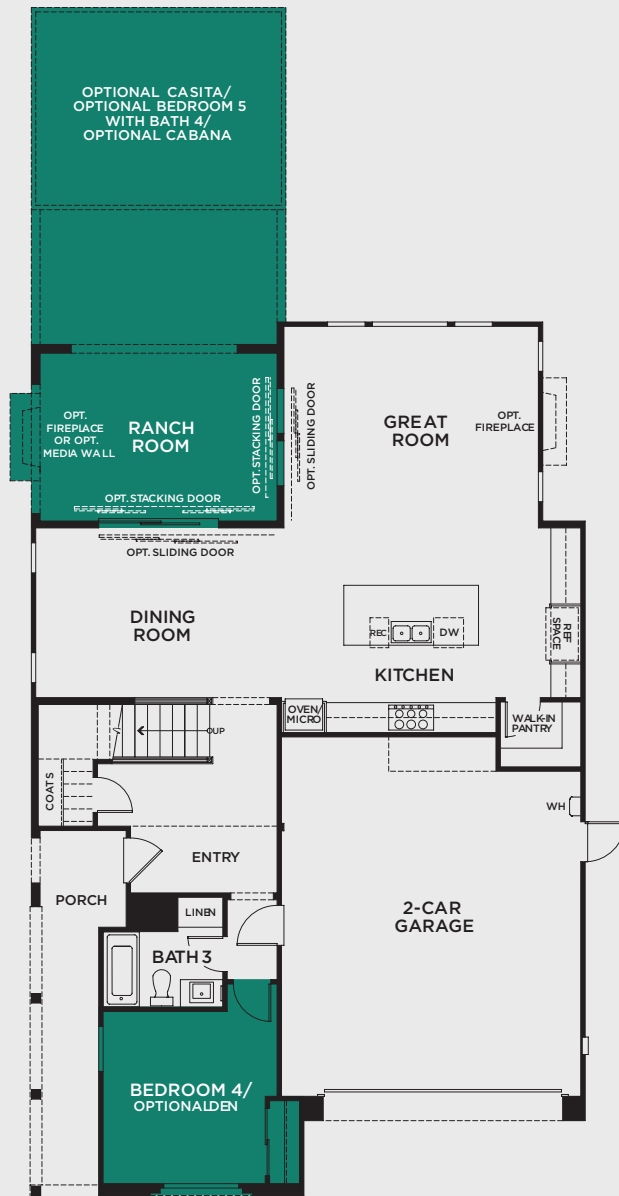 OPTIONAL CASITA/
OPTIONAL BEDROOM 5
WITH BATH 4/
OPTIONAL CABANA
OPT.
FIREPLACE
OR OPT.
MEDIA WALL
RANCH
ROOM
OPT. STACKING DOOR
OPT. STACKING DOOR
OPT. SLIDING DOOR
GREAT
ROOM
OPT.
FIREPLACE
OPT. SLIDING DOOR
DINING
ROOM
REC
DW
REF
SPACE
KITCHEN
OVEN/
MICRO
WALK-IN
PANTRY
UP
COATS
WH
ENTRY
PORCH
LINEN
2-CAR
GARAGE
BATH 3
BEDROOM 4/
OPTIONALDEN